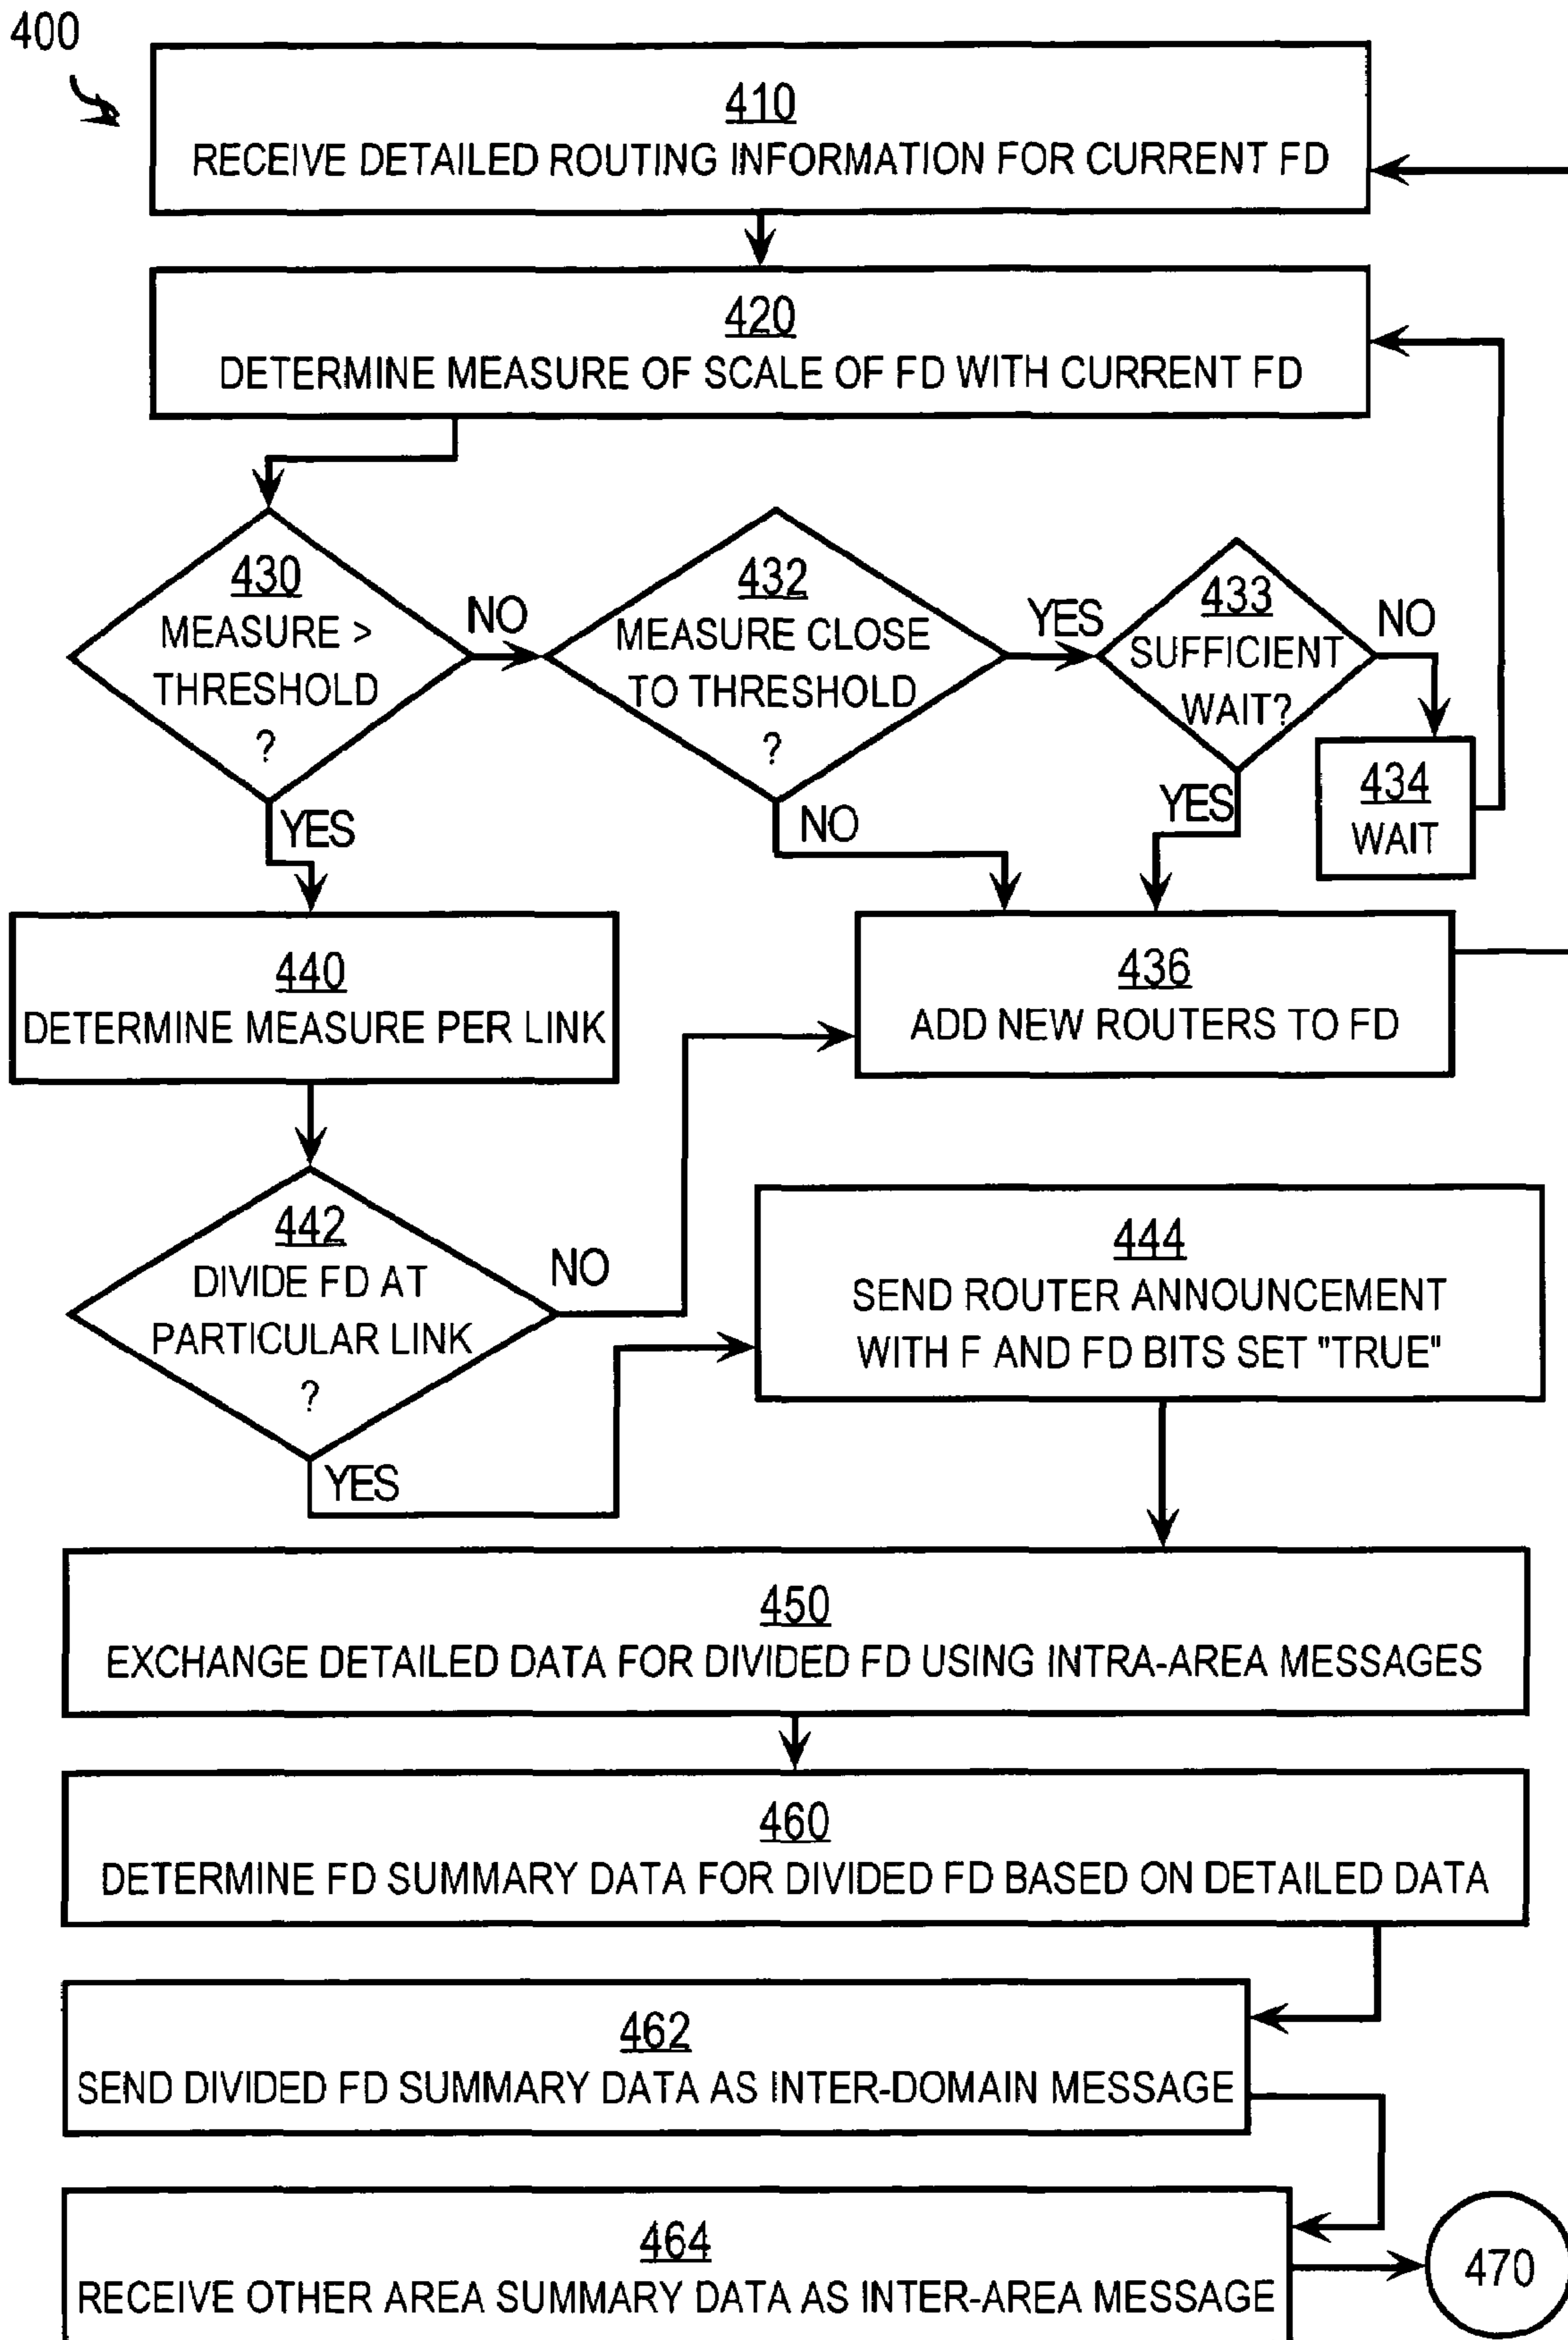 400
410
RECEIVE DETAILED ROUTING INFORMATION FOR CURRENT FD
420
DETERMINE MEASURE OF SCALE OF FD WITH CURRENT FD
430
MEASURE >
THRESHOLD
?
NO
432
MEASURE CLOSE
TO THRESHOLD
?
YES
433
SUFFICIENT
WAIT?
NO
434
WAIT
YES
NO
YES
440
DETERMINE MEASURE PER LINK
436
ADD NEW ROUTERS TO FD
442
DIVIDE FD AT
PARTICULAR LINK
?
NO
YES
444
SEND ROUTER ANNOUNCEMENT
WITH F AND FD BITS SET "TRUE"
450
EXCHANGE DETAILED DATA FOR DIVIDED FD USING INTRA-AREA MESSAGES
460
DETERMINE FD SUMMARY DATA FOR DIVIDED FD BASED ON DETAILED DATA
462
SEND DIVIDED FD SUMMARY DATA AS INTER-DOMAIN MESSAGE
464
RECEIVE OTHER AREA SUMMARY DATA AS INTER-AREA MESSAGE
470